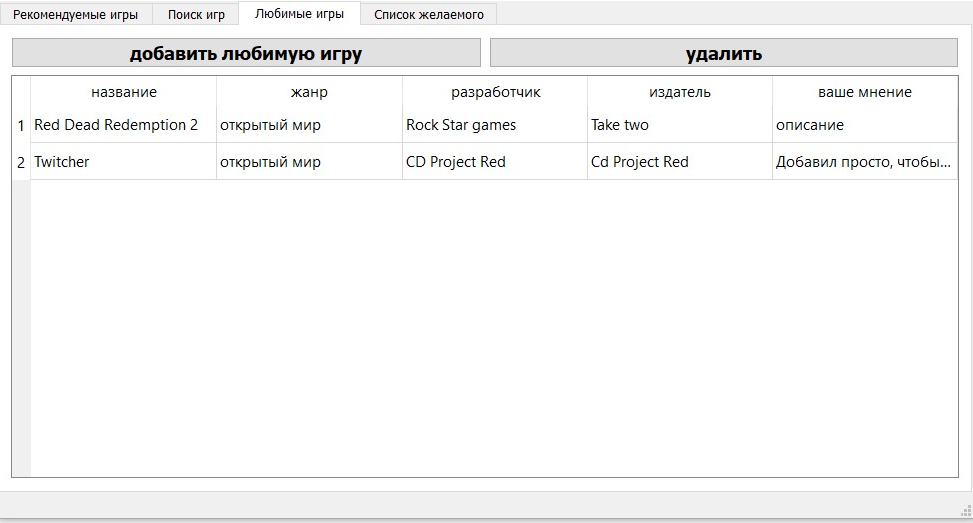 Рекомендуемые игры Поиск игр Любимые игры Список желаемого
добавить любимую игру удалить
название жанр разработчик издатель ваше мнение
1 Red Dead Redemption 2 открытый мир Rock Star games Take two описание
2 Twitcher открытый мир CD Project Red Cd Project Red Добавил просто, чтобы...